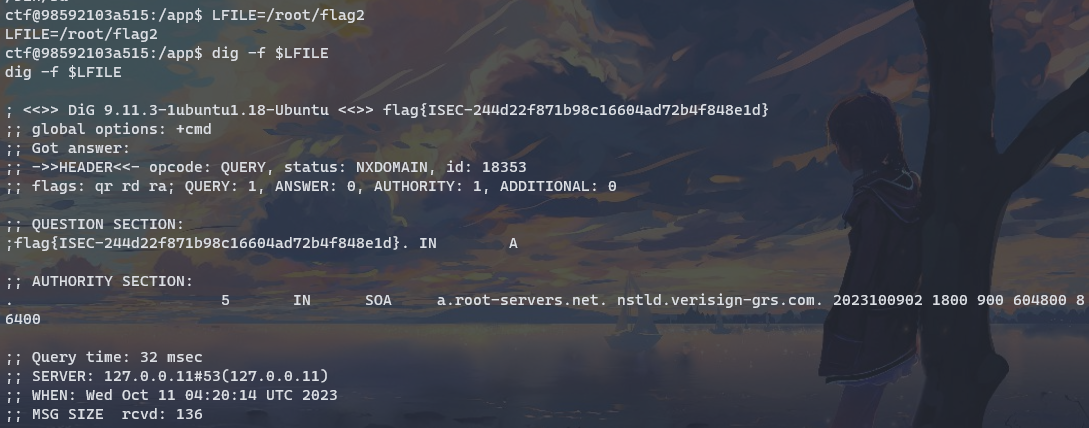 ctf@98592103a515:/app$ LFILE=/root/flag2
LFILE=/root/flag2
ctf@98592103a515:/app$ dig -f $LFILE
dig -f $LFILE

; <<>> DiG 9.11.3-1ubuntu1.18-Ubuntu <<>> flag{ISEC-244d22f871b98c16604ad72b4f848e1d}
;; global options: +cmd
;; Got answer:
;; ->>HEADER<<- opcode: QUERY, status: NXDOMAIN, id: 18353
;; flags: qr rd ra; QUERY: 1, ANSWER: 0, AUTHORITY: 1, ADDITIONAL: 0

;; QUESTION SECTION:
;flag{ISEC-244d22f871b98c16604ad72b4f848e1d}. IN A

;; AUTHORITY SECTION:
. 5 IN SOA a.root-servers.net. nstld.verisign-grs.com. 2023100902 1800 900 604800 8
6400

;; Query time: 32 msec
;; SERVER: 127.0.0.11#53(127.0.0.11)
;; WHEN: Wed Oct 11 04:20:14 UTC 2023
;; MSG SIZE rcvd: 136